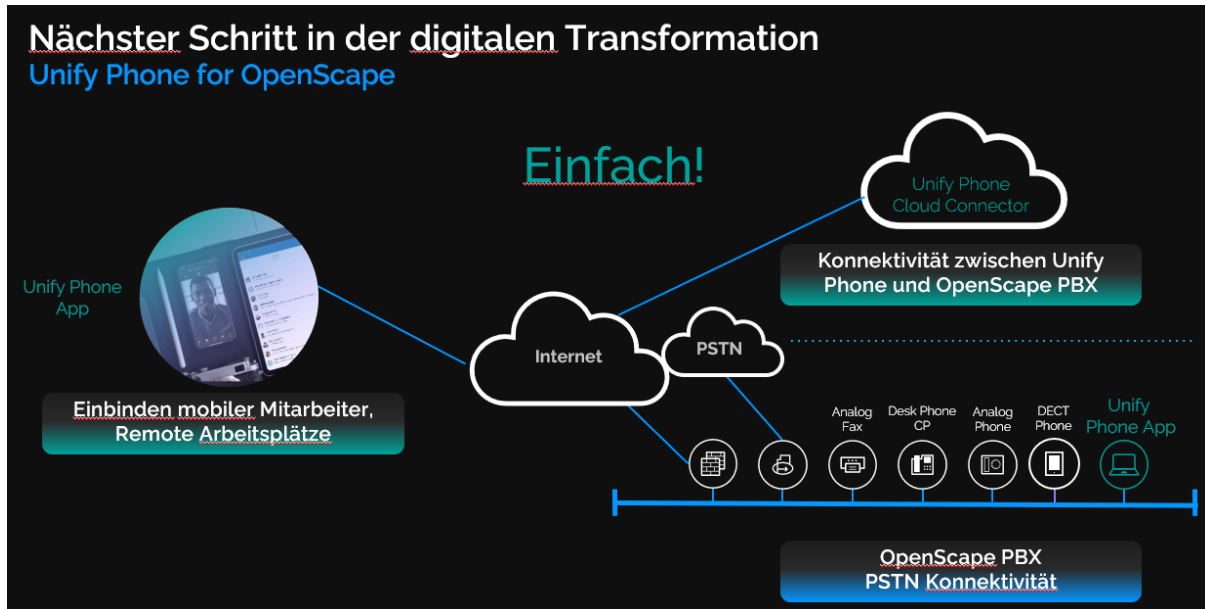 Nächster Schritt in der digitalen Transformation
Unify Phone for OpenScape
Einfach!
Unify Phone
Cloud Connector
Konnektivität zwischen Unify
Phone und OpenScape PBX
Unify Phone
App
Einbinden mobiler Mitarbeiter,
Remote Arbeitsplätze
Internet
PSTN
Analog
Fax
Desk Phone
CP
Analog
Phone
DECT
Phone
Unify
Phone App
OpenScape PBX
PSTN Konnektivität